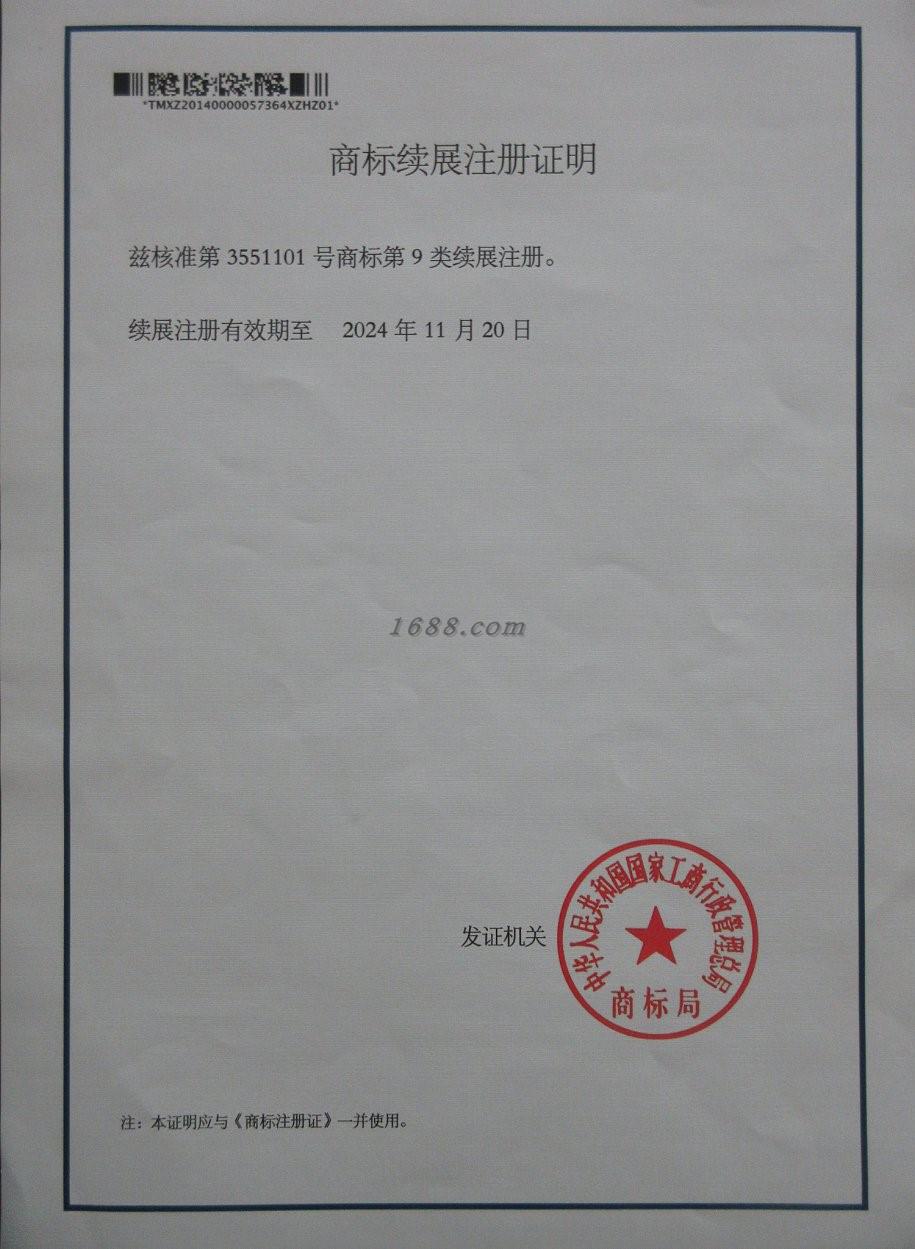 *TMXZ20140000057364XZHZ01*
商标续展注册证明
兹核准第 3551101 号商标第 9 类续展注册。
续展注册有效期至 2024 年 11 月 20 日
1688.com
中华人民共和国国家工商行政管理总局
发证机关
商标局
注：本证明应与《商标注册证》一并使用。